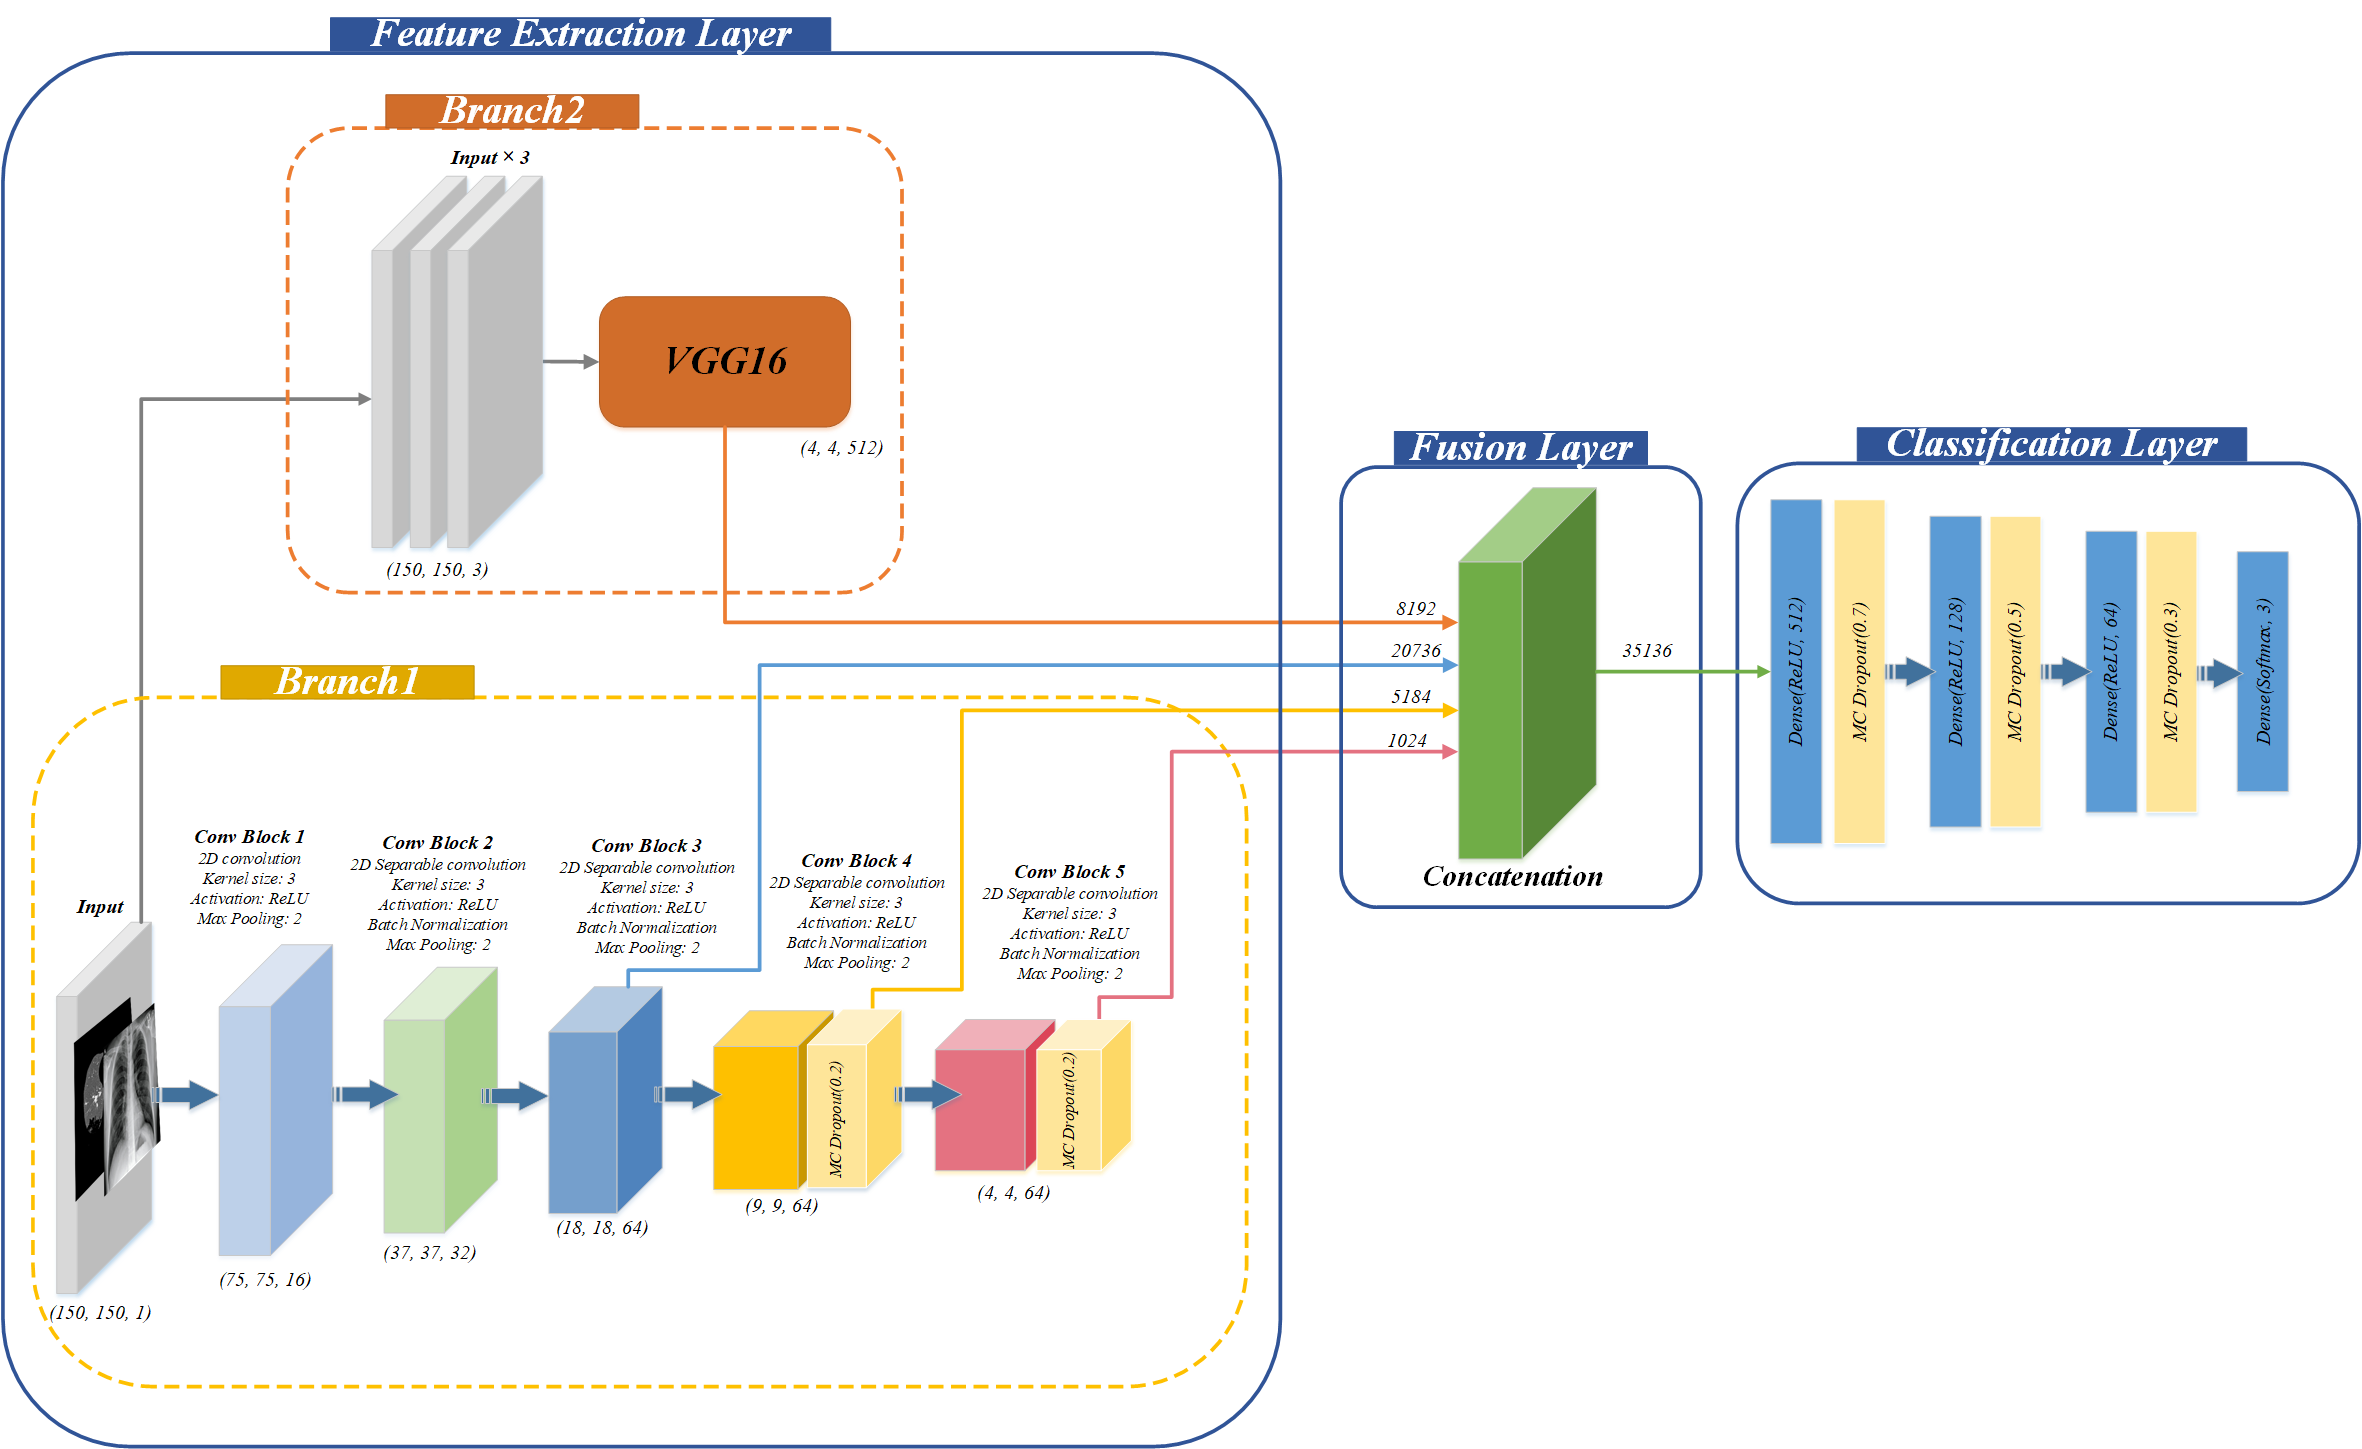 Feature Extraction Layer
Branch2
Input × 3
(150, 150, 3)
VGG16
(4, 4, 512)
Branch1
Input
(150, 150, 1)
Conv Block 1
2D convolution
Kernel size: 3
Activation: ReLU
Max Pooling: 2
(75, 75, 16)
Conv Block 2
2D Separable convolution
Kernel size: 3
Activation: ReLU
Batch Normalization
Max Pooling: 2
(37, 37, 32)
Conv Block 3
2D Separable convolution
Kernel size: 3
Activation: ReLU
Batch Normalization
Max Pooling: 2
(18, 18, 64)
Conv Block 4
2D Separable convolution
Kernel size: 3
Activation: ReLU
Batch Normalization
Max Pooling: 2
MC Dropout(0.2)
(9, 9, 64)
Conv Block 5
2D Separable convolution
Kernel size: 3
Activation: ReLU
Batch Normalization
Max Pooling: 2
MC Dropout(0.2)
(4, 4, 64)
Fusion Layer
8192
20736
5184
1024
Concatenation
35136
Classification Layer
Dense(ReLU, 512)
MC Dropout(0.7)
Dense(ReLU, 128)
MC Dropout(0.5)
Dense(ReLU, 64)
MC Dropout(0.3)
Dense(Softmax, 3)